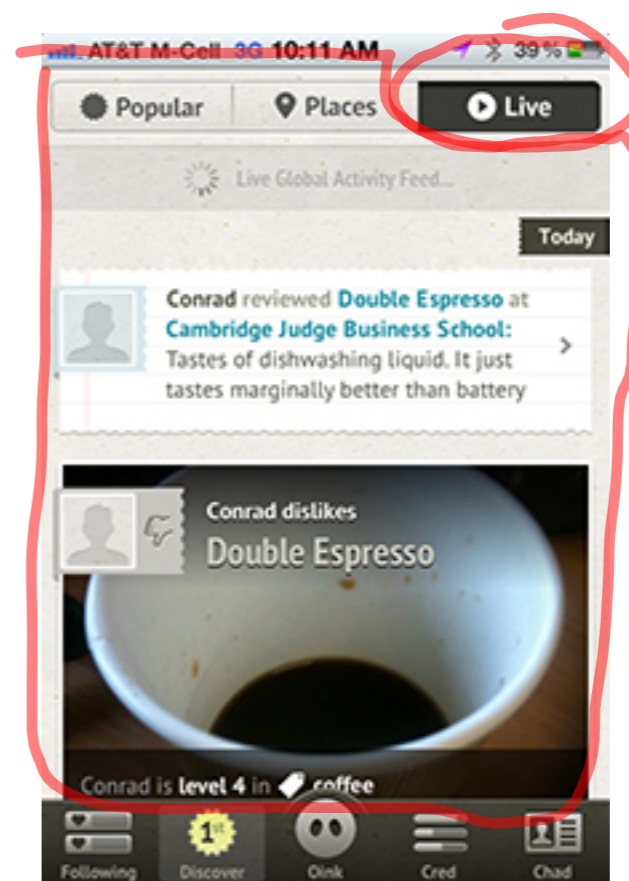 AT&T M-Cell 3G 10:11 AM 39%
Popular Places Live
Live Global Activity Feed...
Today
Conrad reviewed Double Espresso at
Cambridge Judge Business School:
Tastes of dishwashing liquid. It just
tastes marginally better than battery
Conrad dislikes
Double Espresso
Conrad is level 4 in coffee
1st
Following Discover Oink Cred Chad